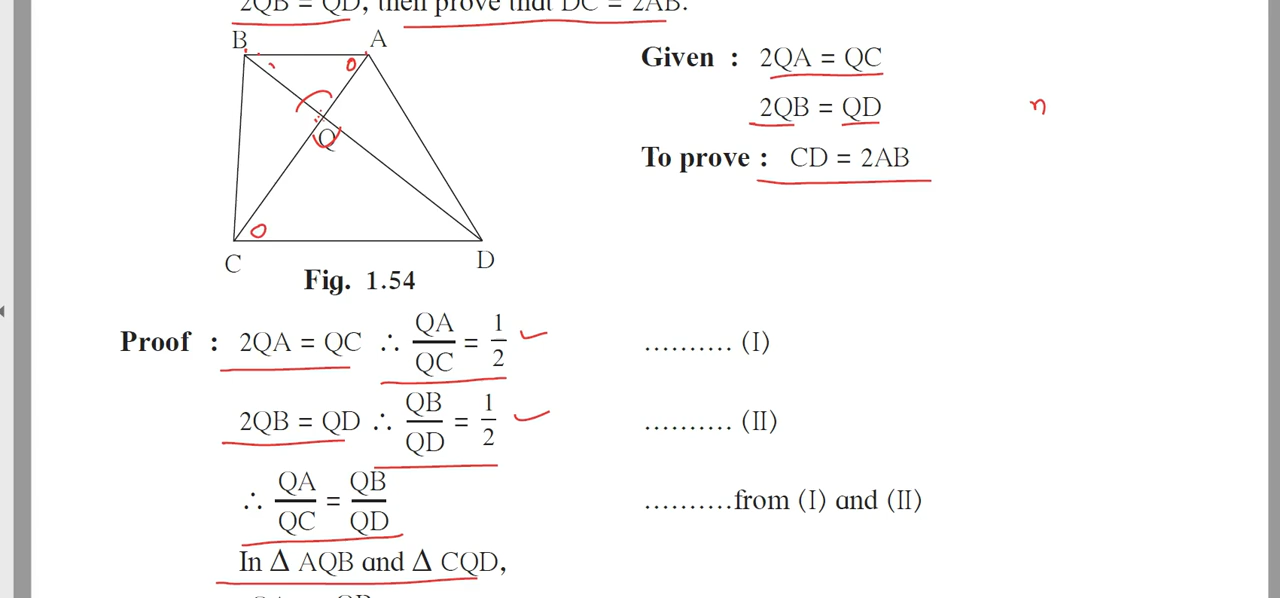 2QB = QD, then prove that DC = 2AB.
B A
Given : 2QA = QC
2QB = QD
n
To prove : CD = 2AB
Q
C D
Fig. 1.54
Proof : 2QA = QC ∴ QA/QC = 1/2 .......... (I)
2QB = QD ∴ QB/QD = 1/2 .......... (II)
∴ QA/QC = QB/QD ..........from (I) and (II)
In Δ AQB and Δ CQD,